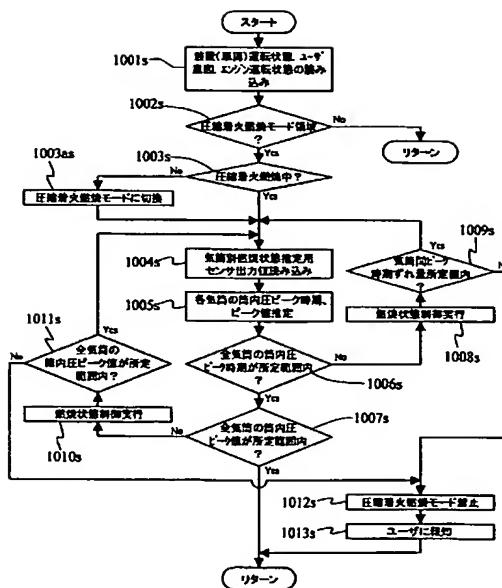 スタート
1001s
装置(車両)運転状態、ユーザ
意図、エンジン運転状態の読み
込み
1002s
圧縮着火燃焼モード領域
?
No
リターン
Yes
1003s
圧縮着火燃焼中?
No
1003as
圧縮着火燃焼モードに切換
Yes
1004s
気筒別燃焼状態推定用
センサ出力値読み込み
1005s
各気筒の筒内圧ピーク時期、
ピーク値推定
1006s
全気筒の筒内圧
ピーク時期が所定範囲内
?
No
Yes
1007s
全気筒の筒内圧
ピーク値が所定範囲内
?
No
Yes
1008s
燃焼状態制御実行
1009s
気筒間ピーク
時期ずれ量所定範囲内
?
Yes
No
1010s
燃焼状態制御実行
1011s
全気筒の
筒内圧ピーク値が所定
範囲内?
Yes
No
1012s
圧縮着火燃焼モード禁止
1013s
ユーザに報知
リターン